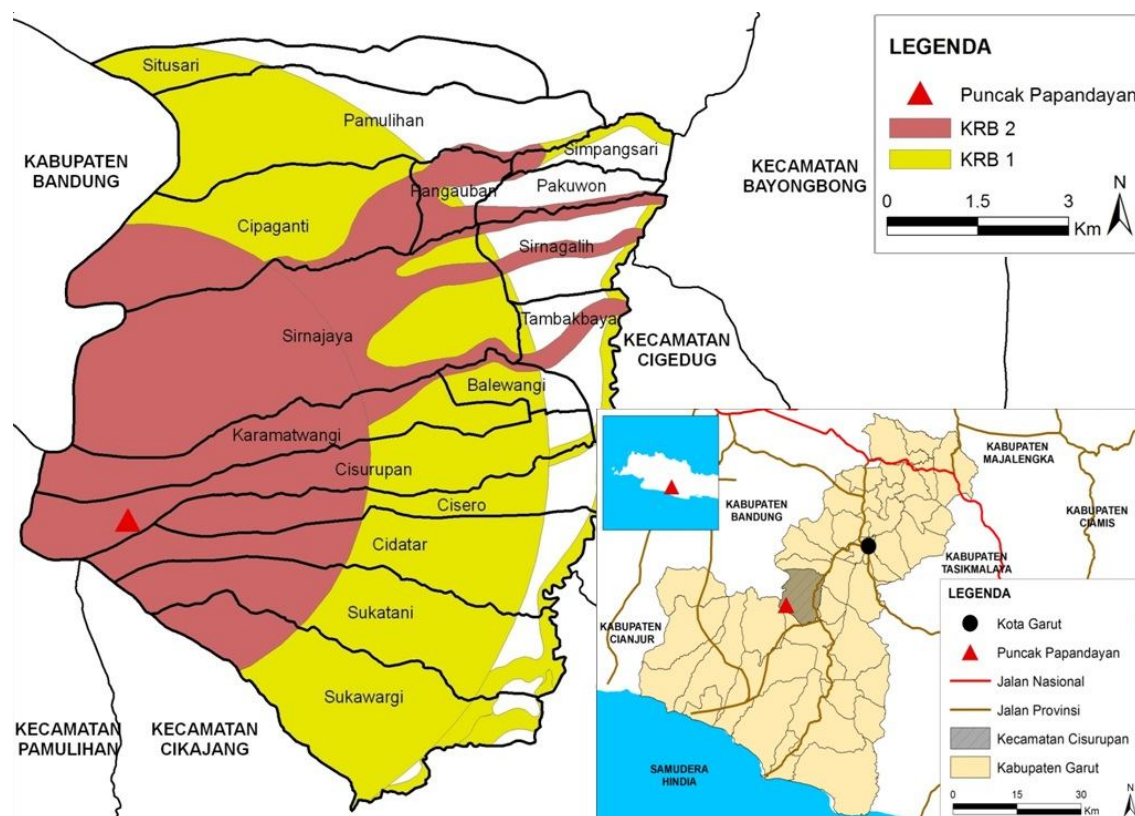 Situsari
Pamulihan
Simpangsari
Rangauban
Pakuwon
Cipaganti
Sirnagalih
Sirnajaya
Tambakbaya
Balewangi
Karamatwangi
Cisurupan
Cisero
Cidatar
Sukatani
Sukawargi
KABUPATEN
BANDUNG
KECAMATAN
BAYONGBONG
KECAMATAN
CIGEDUG
KECAMATAN
PAMULIHAN
KECAMATAN
CIKAJANG
LEGENDA
Puncak Papandayan
KRB 2
KRB 1
0 1.5 3
Km
N
KABUPATEN
BANDUNG
KABUPATEN
MAJALENGKA
KABUPATEN
CIAMIS
KABUPATEN
TASIKMALAYA
KABUPATEN
CIANJUR
SAMUDERA
HINDIA
LEGENDA
Kota Garut
Puncak Papandayan
Jalan Nasional
Jalan Provinsi
Kecamatan Cisurupan
Kabupaten Garut
0 15 30
Km
N